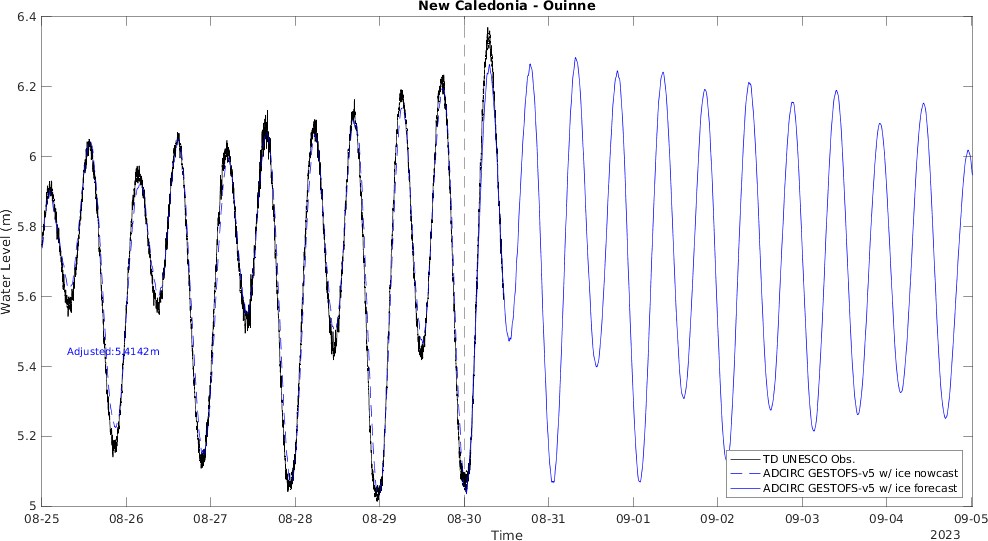 New Caledonia - Ouinne
6.4
6.2
6
5.8
5.6
5.4
5.2
5
Water Level (m)
Adjusted:5.4142m
TD UNESCO Obs.
ADCIRC GESTOFS-v5 w/ ice nowcast
ADCIRC GESTOFS-v5 w/ ice forecast
08-25 08-26 08-27 08-28 08-29 08-30 08-31 09-01 09-02 09-03 09-04 09-05
Time
2023